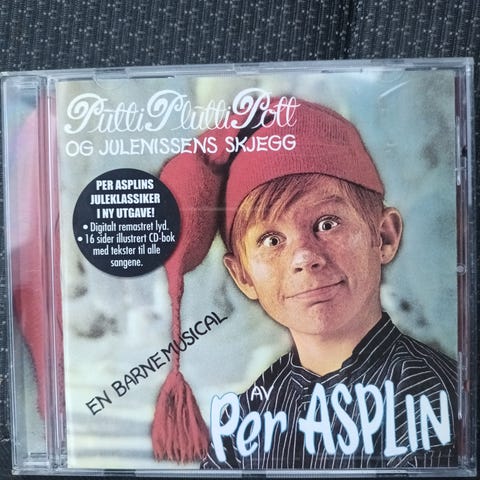 Putti Plutti Pott
OG JULENISSENS SKJEGG
PER ASPLINS
JULEKLASSIKER
I NY UTGAVE!
• Digitalt remastret lyd.
• 16 sider illustrert CD-bok
med tekster til alle
sangene.
EN BARNEMUSICAL
AV
Per ASPLIN